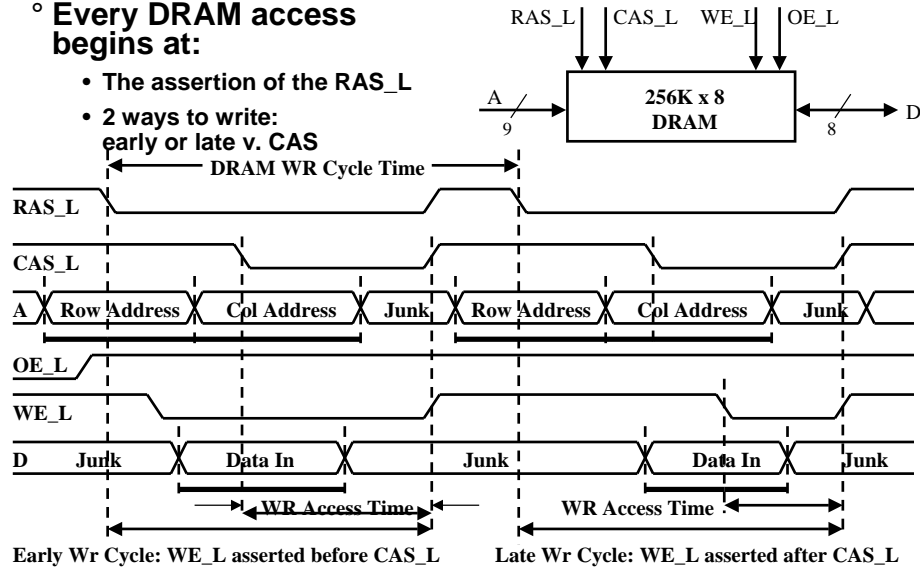 ° Every DRAM access
begins at:
• The assertion of the RAS_L
• 2 ways to write:
early or late v. CAS
RAS_L CAS_L WE_L OE_L
A 9 256K x 8
DRAM 8 D
DRAM WR Cycle Time
RAS_L
CAS_L
A Row Address Col Address Junk Row Address Col Address Junk
OE_L
WE_L
D Junk Data In Junk Data In Junk
WR Access Time WR Access Time
Early Wr Cycle: WE_L asserted before CAS_L Late Wr Cycle: WE_L asserted after CAS_L